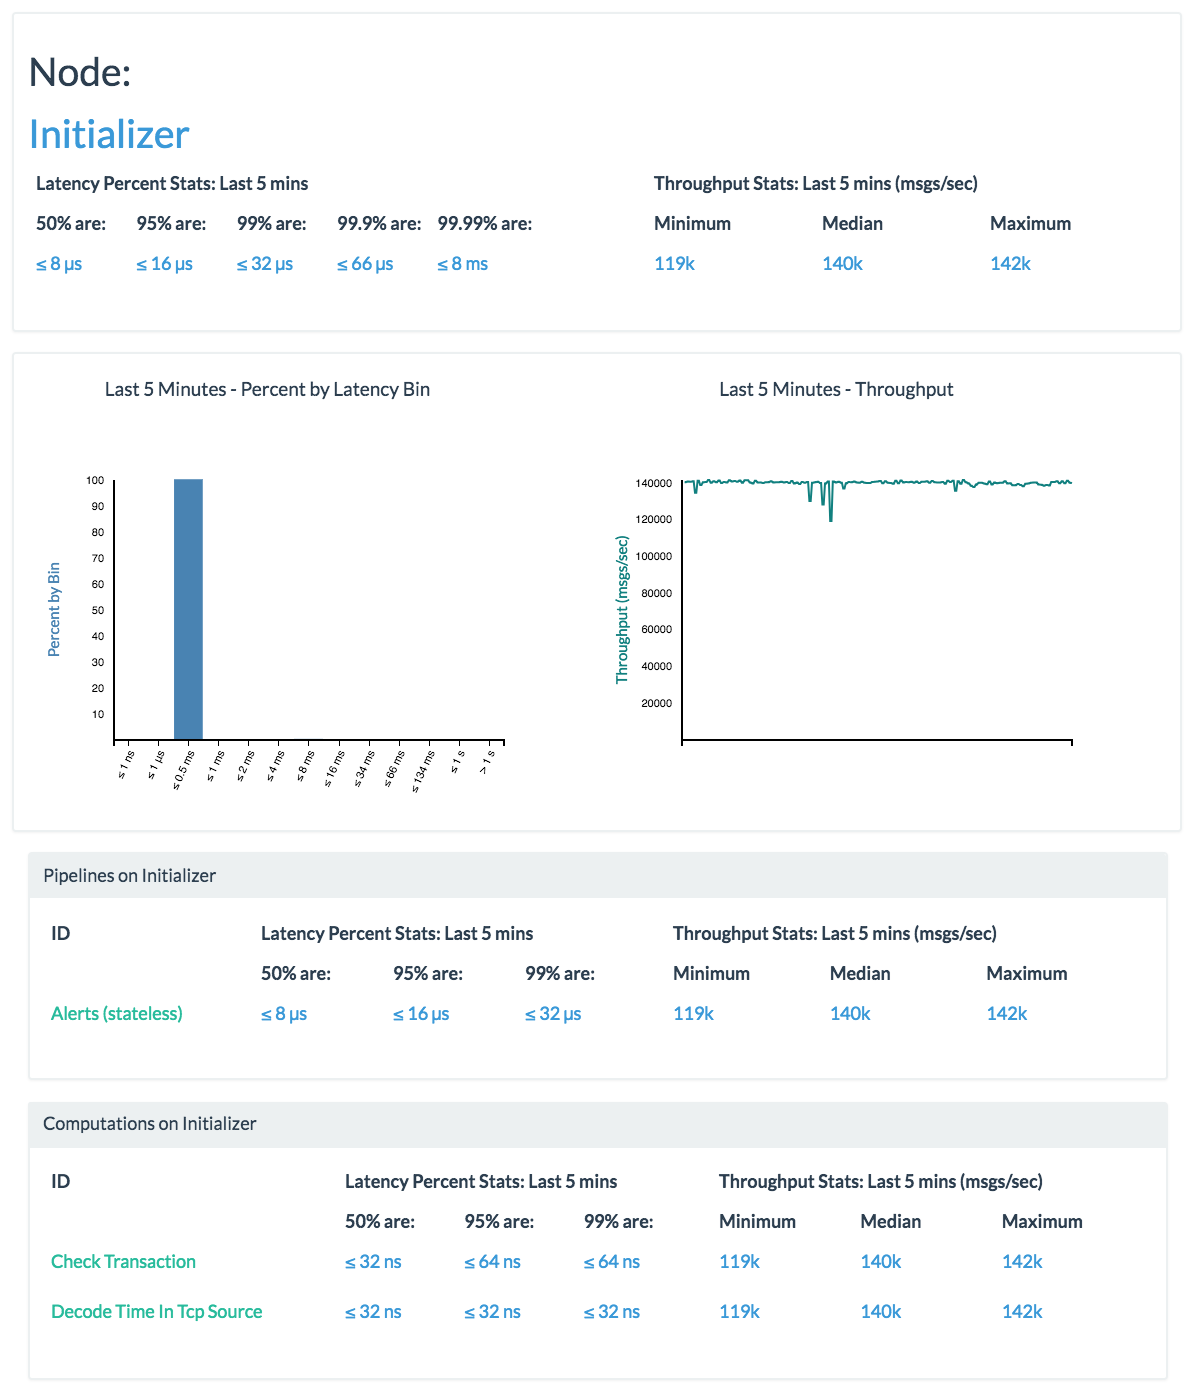 Node:
Initializer
Latency Percent Stats: Last 5 mins
50% are: 95% are: 99% are: 99.9% are: 99.99% are:
≤ 8 μs ≤ 16 μs ≤ 32 μs ≤ 66 μs ≤ 8 ms
Throughput Stats: Last 5 mins (msgs/sec)
Minimum Median Maximum
119k 140k 142k
Last 5 Minutes - Percent by Latency Bin
Percent by Bin
100
90
80
70
60
50
40
30
20
10
≤ 1 ns ≤ 1 μs ≤ 0.5 ms ≤ 1 ms ≤ 2 ms ≤ 4 ms ≤ 8 ms ≤ 16 ms ≤ 34 ms ≤ 66 ms ≤ 134 ms ≤ 1 s > 1 s
Last 5 Minutes - Throughput
Throughput (msgs/sec)
140000
120000
100000
80000
60000
40000
20000
Pipelines on Initializer
ID Latency Percent Stats: Last 5 mins Throughput Stats: Last 5 mins (msgs/sec)
50% are: 95% are: 99% are: Minimum Median Maximum
Alerts (stateless) ≤ 8 μs ≤ 16 μs ≤ 32 μs 119k 140k 142k
Computations on Initializer
ID Latency Percent Stats: Last 5 mins Throughput Stats: Last 5 mins (msgs/sec)
50% are: 95% are: 99% are: Minimum Median Maximum
Check Transaction ≤ 32 ns ≤ 64 ns ≤ 64 ns 119k 140k 142k
Decode Time In Tcp Source ≤ 32 ns ≤ 32 ns ≤ 32 ns 119k 140k 142k